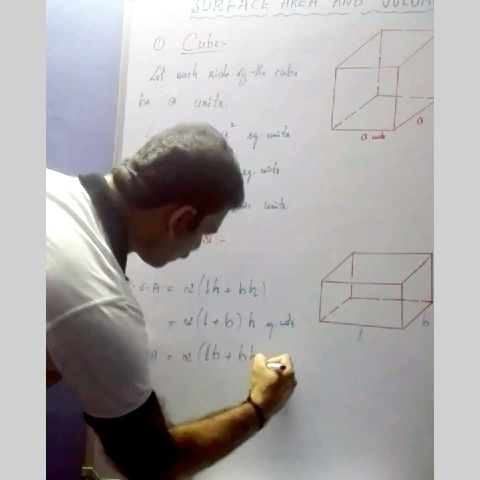 SURFACE AREA AND VOLUM
① Cube:-
Let each side of the cube
be "a" units.
a² sq. units
sq. units
units.
:-
S.A = 2(lh + bh)
= 2(l + b) h sq. units
A = 2(lb + bh
a units
a
l
b